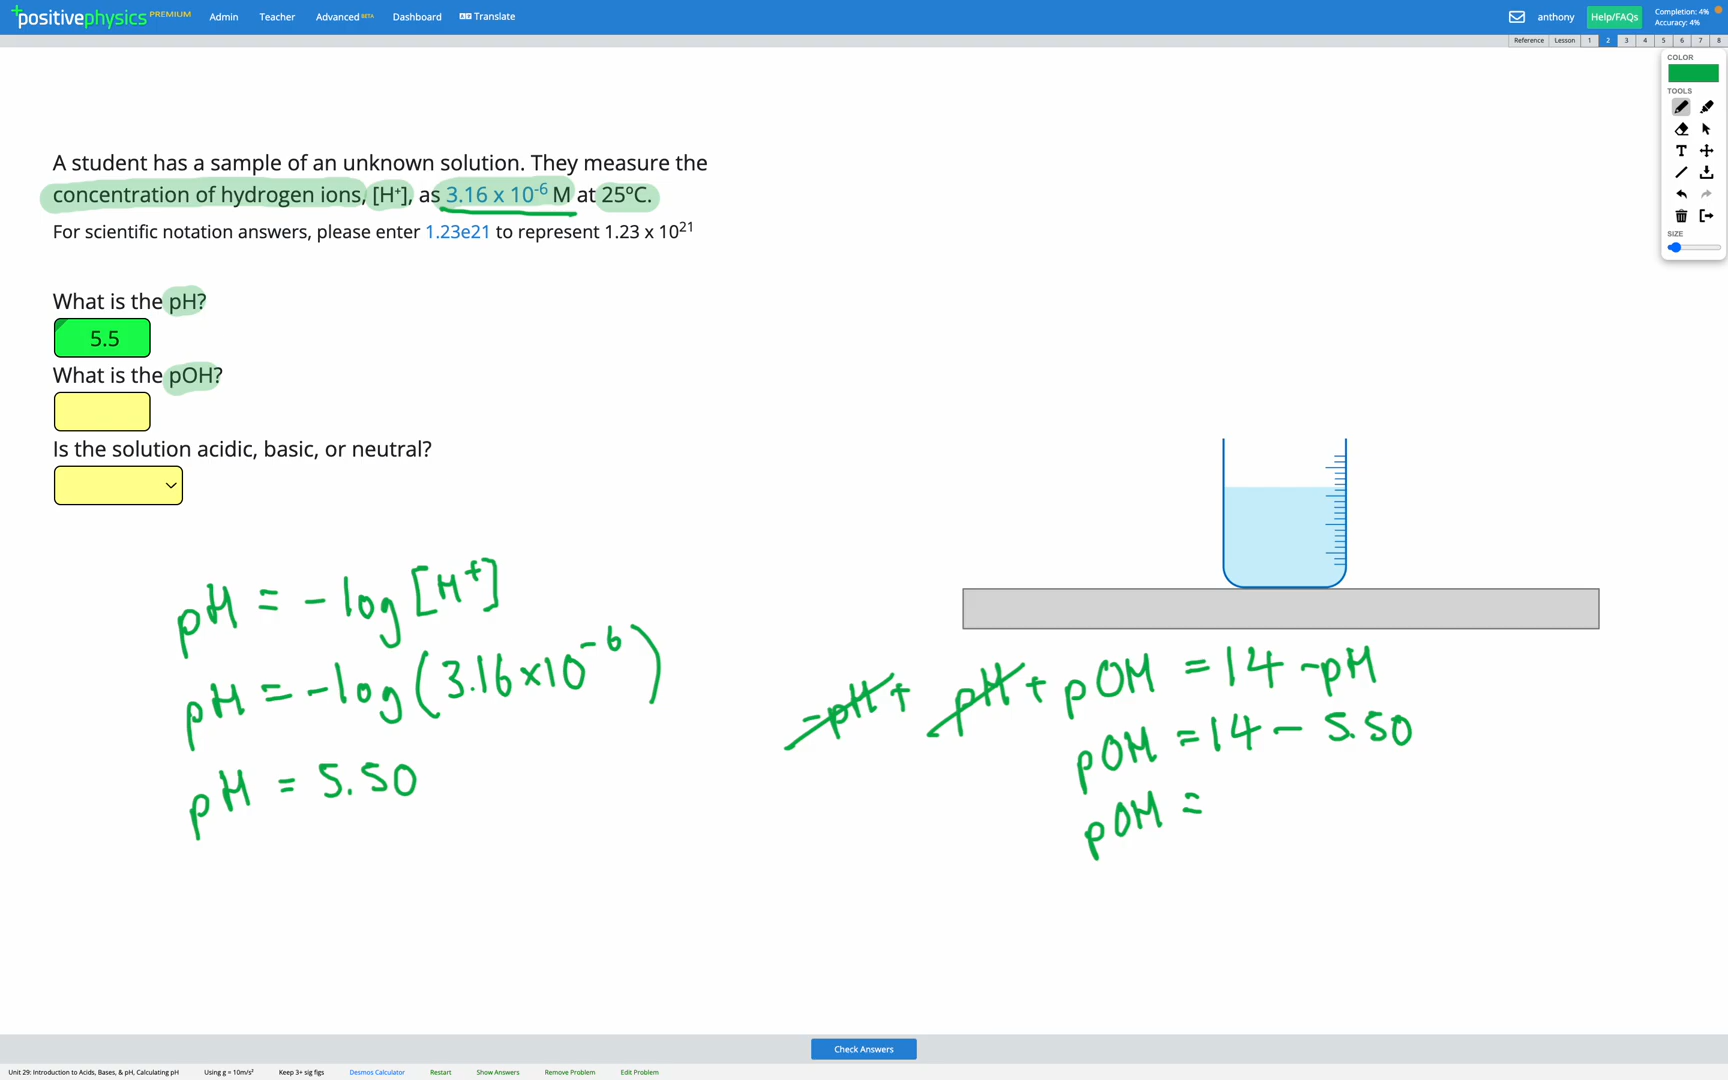 positivephysics PREMIUM Admin Teacher Advanced BETA Dashboard Translate anthony Help/FAQs Completion: 4%
Accuracy: 4%
Reference Lesson 1 2 3 4 5 6 7 8
COLOR
TOOLS
T
SIZE
A student has a sample of an unknown solution. They measure the
concentration of hydrogen ions, [H⁺], as 3.16 x 10⁻⁶ M at 25°C.
For scientific notation answers, please enter 1.23e21 to represent 1.23 x 10²¹
What is the pH?
5.5
What is the pOH?
Is the solution acidic, basic, or neutral?
pH = -log [H⁺]
pH = -log (3.16 x 10⁻⁶)
pH = 5.50
-pH + pH + pOH = 14 - pH
pOH = 14 - 5.50
pOH =
Check Answers
Unit 29: Introduction to Acids, Bases, & pH, Calculating pH Using g = 10m/s² Keep 3+ sig figs Desmos Calculator Restart Show Answers Remove Problem Edit Problem